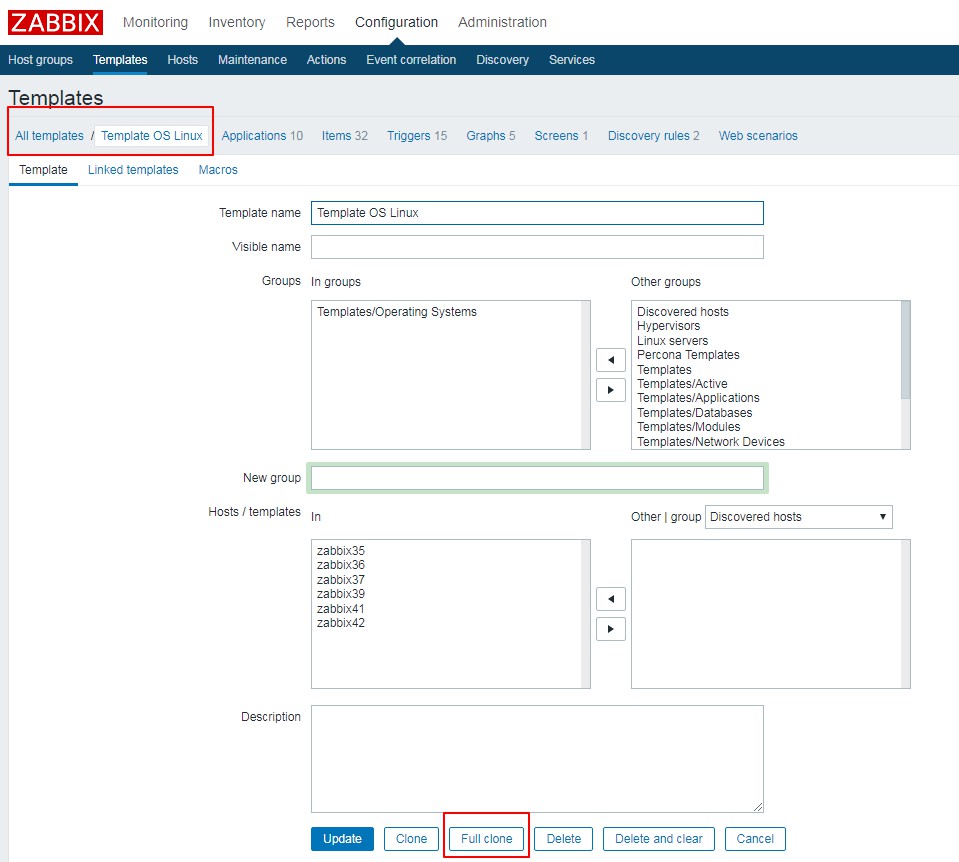 ZABBIX Monitoring Inventory Reports Configuration Administration
Host groups Templates Hosts Maintenance Actions Event correlation Discovery Services
Templates
All templates / Template OS Linux Applications 10 Items 32 Triggers 15 Graphs 5 Screens 1 Discovery rules 2 Web scenarios
Template Linked templates Macros
Template name Template OS Linux
Visible name
Groups In groups Other groups
Templates/Operating Systems
Discovered hosts
Hypervisors
Linux servers
Percona Templates
Templates
Templates/Active
Templates/Applications
Templates/Databases
Templates/Modules
Templates/Network Devices
New group
Hosts / templates In Other | group Discovered hosts
zabbix35
zabbix36
zabbix37
zabbix39
zabbix41
zabbix42
Description
Update Clone Full clone Delete Delete and clear Cancel